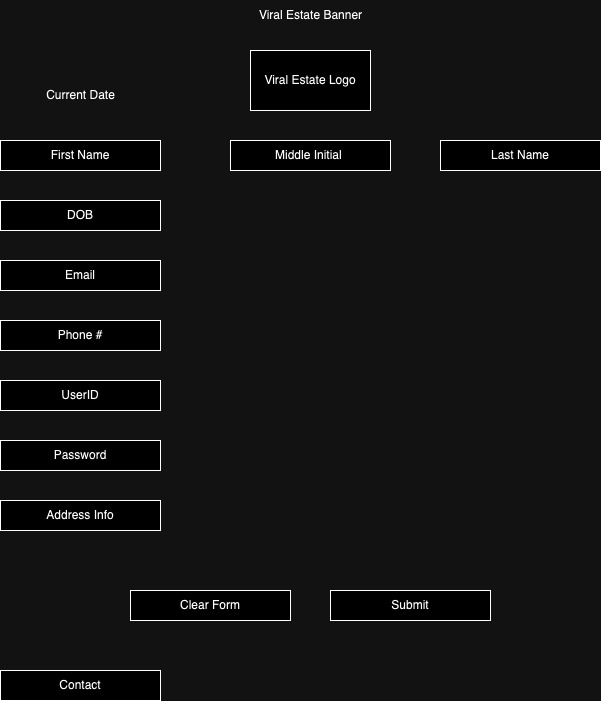 Viral Estate Banner
Viral Estate Logo
Current Date
First Name
Middle Initial
Last Name
DOB
Email
Phone #
UserID
Password
Address Info
Clear Form
Submit
Contact